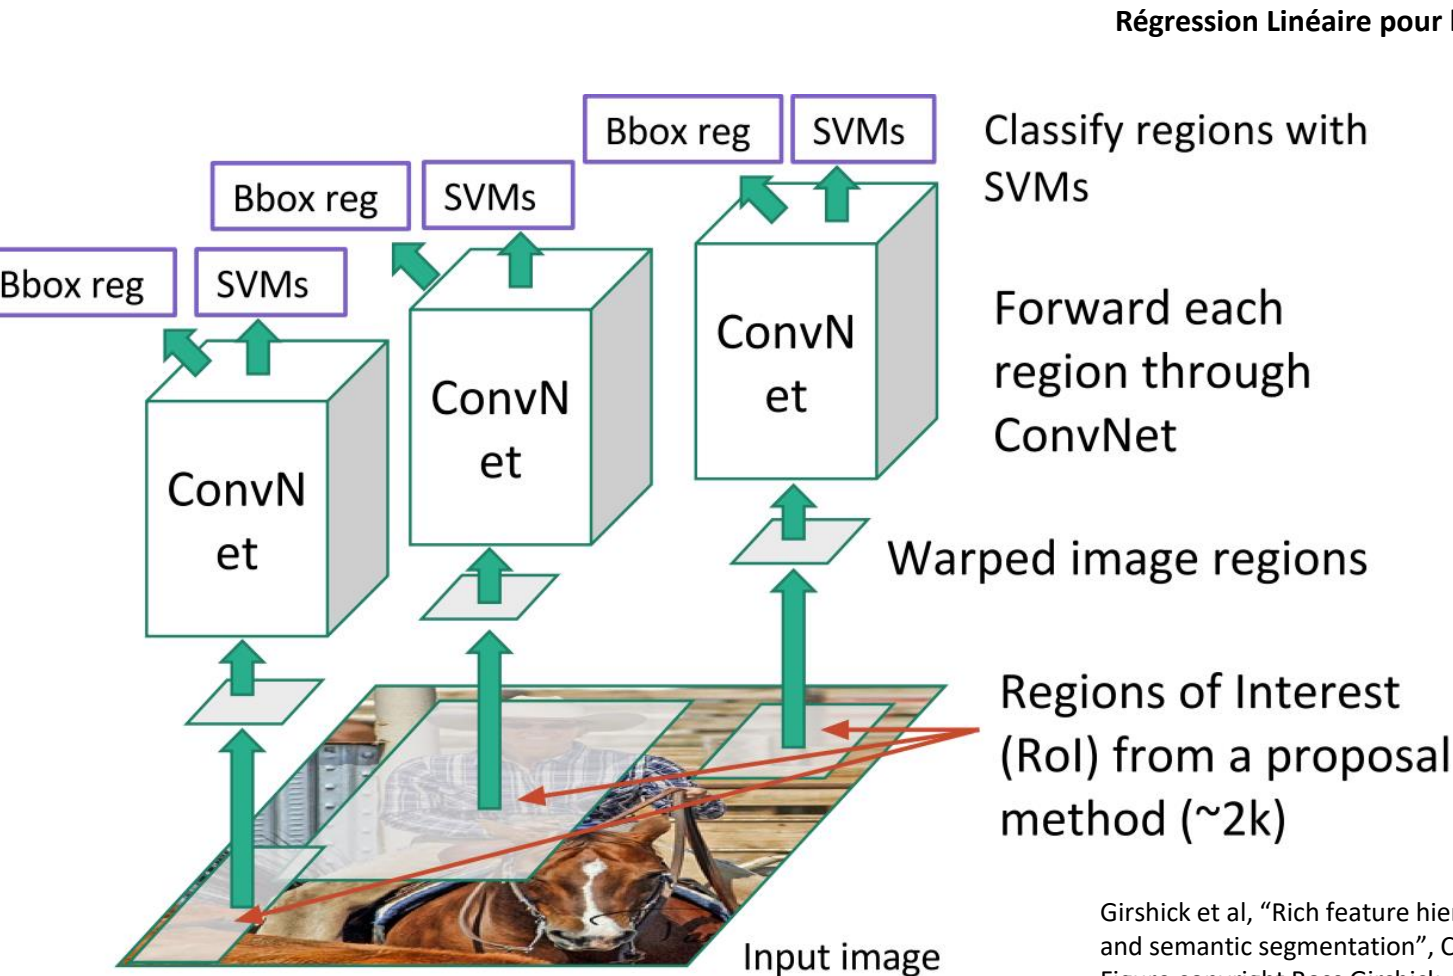 Régression Linéaire pour
Bbox reg
SVMs
Classify regions with
SVMs
Bbox reg
SVMs
Bbox reg
SVMs
Forward each
region through
ConvNet
ConvN
et
ConvN
et
ConvN
et
Warped image regions
Regions of Interest
(RoI) from a proposal
method (~2k)
Girshick et al, “Rich feature
and semantic segmentation”,
Input image